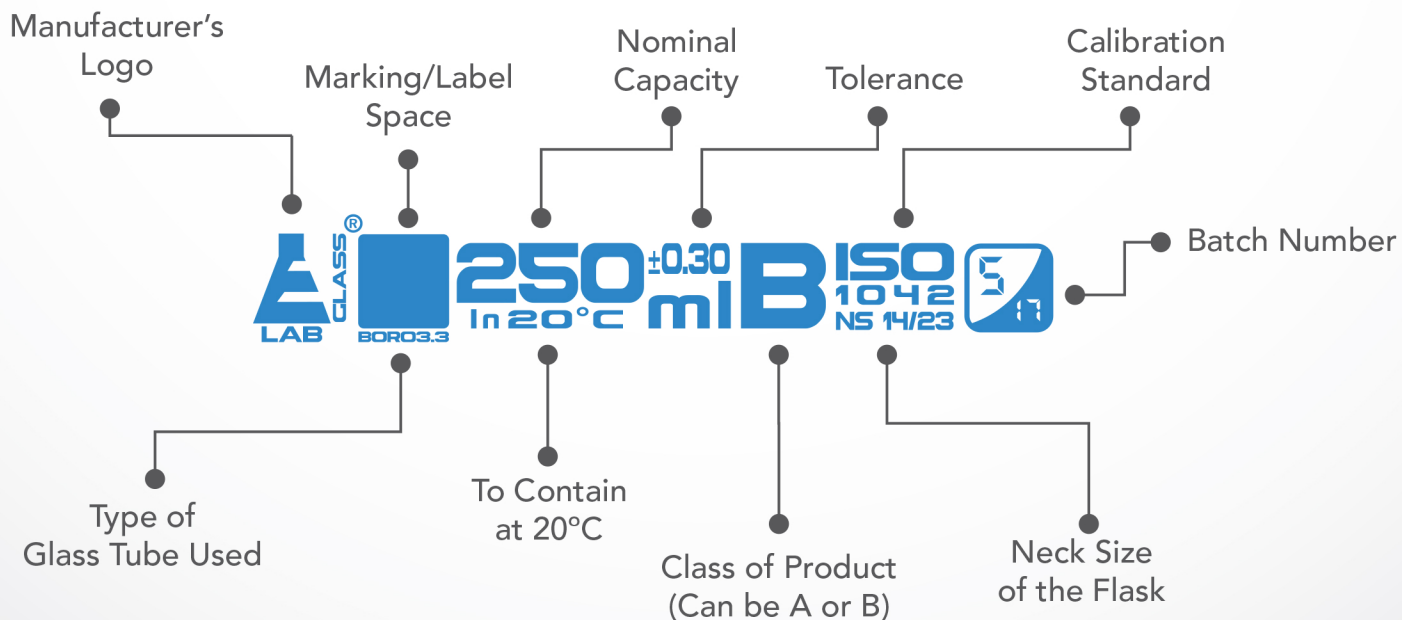 Manufacturer's
Logo
Marking/Label
Space
Nominal
Capacity
Tolerance
Calibration
Standard
Batch Number
LAB
GLASS®
BORO3.3
250
In 20°C
±0.30
ml
B
ISO
1042
NS 14/23
5
17
Type of
Glass Tube Used
To Contain
at 20ºC
Class of Product
(Can be A or B)
Neck Size
of the Flask